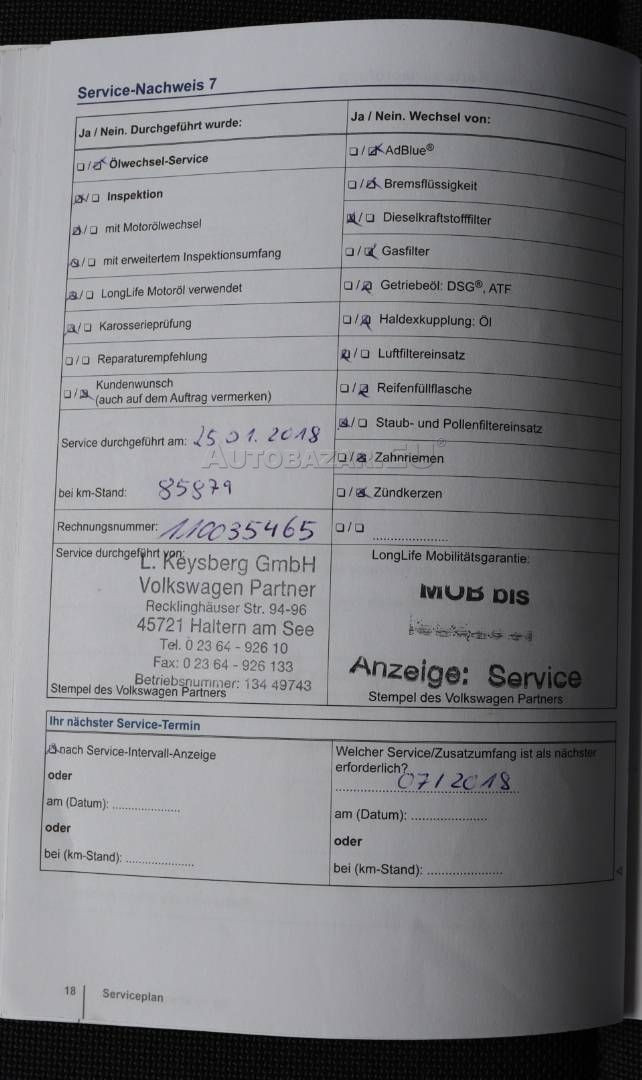 Service-Nachweis 7
Ja / Nein. Durchgeführt wurde:
Ja / Nein. Wechsel von:
☐ / ☒ Ölwechsel-Service
☐ / ☒ AdBlue®
☒ / ☐ Inspektion
☐ / ☒ Bremsflüssigkeit
☒ / ☐ mit Motorölwechsel
☒ / ☐ Dieselkraftstofffilter
☒ / ☐ mit erweitertem Inspektionsumfang
☐ / ☒ Gasfilter
☒ / ☐ LongLife Motoröl verwendet
☐ / ☒ Getriebeöl: DSG®, ATF
☒ / ☐ Karosserieprüfung
☐ / ☒ Haldexkupplung: Öl
☐ / ☐ Reparaturempfehlung
☒ / ☐ Luftfiltereinsatz
☐ / ☒ Kundenwunsch
(auch auf dem Auftrag vermerken)
☐ / ☒ Reifenfüllflasche
☒ / ☐ Staub- und Pollenfiltereinsatz
Service durchgeführt am: 25.01.2018
AUTOBAZAR.EU®
☐ / ☒ Zahnriemen
bei km-Stand: 85879
☐ / ☒ Zündkerzen
Rechnungsnummer: 110035465
☐ / ☐ ....................
Service durchgeführt von:
LongLife Mobilitätsgarantie:
L. Keysberg GmbH
Volkswagen Partner
Recklinghäuser Str. 94-96
45721 Haltern am See
Tel. 0 23 64 - 926 10
Fax: 0 23 64 - 926 133
Betriebsnummer: 134 49743
Stempel des Volkswagen Partners
MOB bis
Anzeige: Service
Stempel des Volkswagen Partners
Ihr nächster Service-Termin
☒ nach Service-Intervall-Anzeige
oder
am (Datum): ..................
oder
bei (km-Stand): ..................
Welcher Service/Zusatzumfang ist als nächster
erforderlich?
07/2018
am (Datum): ....................
oder
bei (km-Stand): ....................
18
Serviceplan